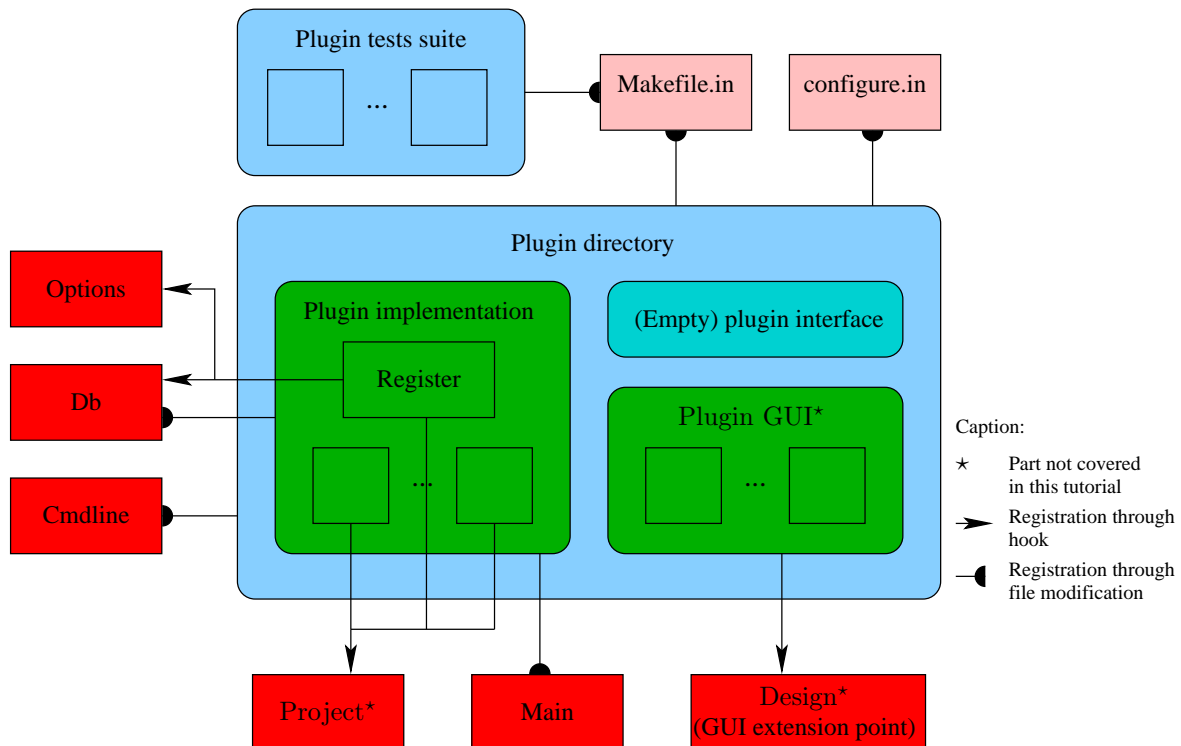 Plugin tests suite
...
Makefile.in
configure.in
Plugin directory
Options
Plugin implementation
(Empty) plugin interface
Register
Db
Plugin GUI⋆
...
...
Cmdline
Caption:
⋆ Part not covered
in this tutorial
Registration through
hook
Registration through
file modification
Project⋆
Main
Design⋆
(GUI extension point)